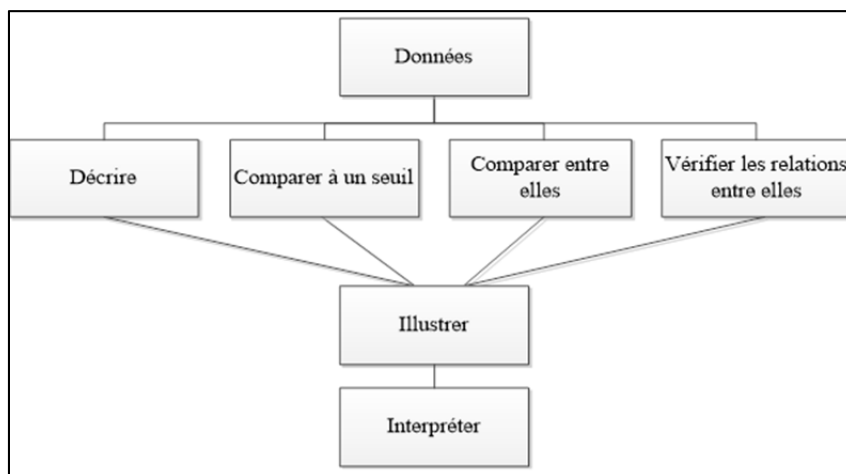 Données
Décrire
Comparer à un seuil
Comparer entre
elles
Vérifier les relations
entre elles
Illustrer
Interpréter